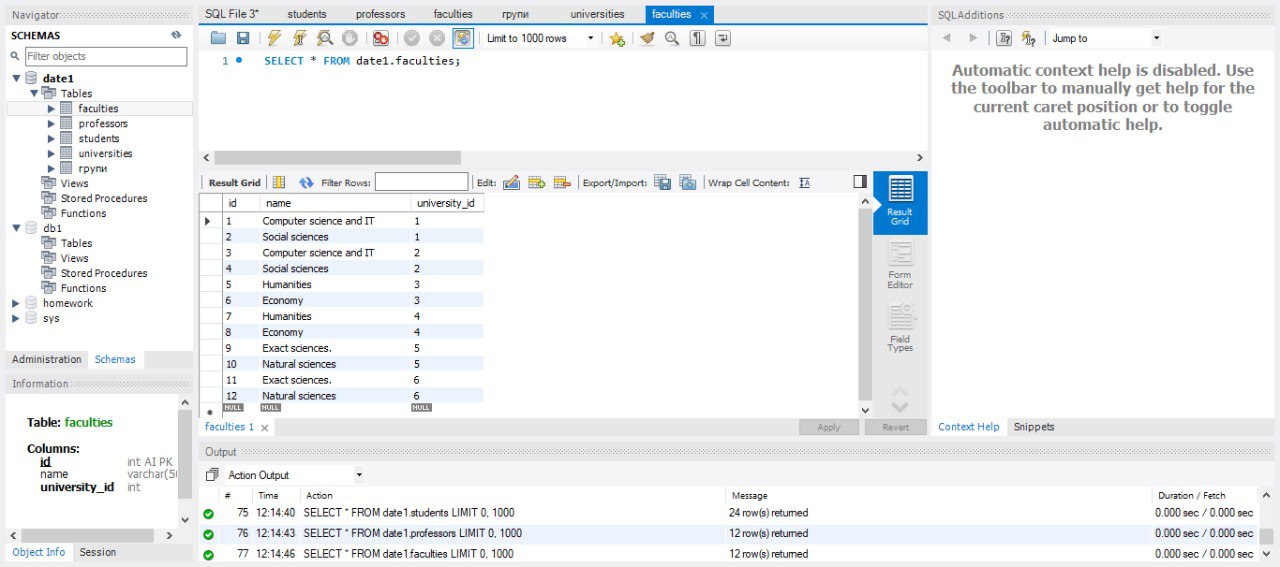 Navigator
SCHEMAS
Filter objects
date1
Tables
faculties
professors
students
universities
групи
Views
Stored Procedures
Functions
db1
Tables
Views
Stored Procedures
Functions
homework
sys
Administration Schemas
Information
Table: faculties
Columns:
id int AI PK
name varchar(50
university_id int
Object Info Session
SQL File 3* students professors faculties групи universities faculties
Limit to 1000 rows
1 SELECT * FROM date1.faculties;
Result Grid Filter Rows: Edit: Export/Import: Wrap Cell Content:
id name university_id
1 Computer science and IT 1
2 Social sciences 1
3 Computer science and IT 2
4 Social sciences 2
5 Humanities 3
6 Economy 3
7 Humanities 4
8 Economy 4
9 Exact sciences. 5
10 Natural sciences 5
11 Exact sciences. 6
12 Natural sciences 6
NULL NULL NULL
Result
Grid
Form
Editor
Field
Types
faculties 1 Apply Revert
SQLAdditions
Jump to
Automatic context help is disabled. Use
the toolbar to manually get help for the
current caret position or to toggle
automatic help.
Context Help Snippets
Output
Action Output
# Time Action Message Duration / Fetch
75 12:14:40 SELECT * FROM date1.students LIMIT 0, 1000 24 row(s) returned 0.000 sec / 0.000 sec
76 12:14:43 SELECT * FROM date1.professors LIMIT 0, 1000 12 row(s) returned 0.000 sec / 0.000 sec
77 12:14:46 SELECT * FROM date1.faculties LIMIT 0, 1000 12 row(s) returned 0.000 sec / 0.000 sec